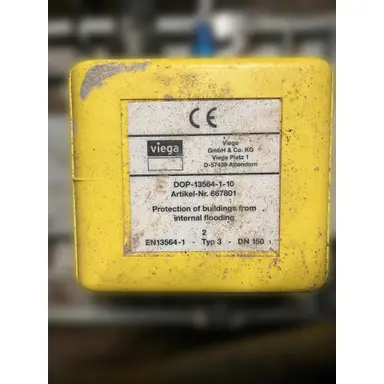 CE
viega
Viega
GmbH & Co. KG
Viega Platz 1
D-57439 Attendorn
DOP-13564-1-10
Artikel-Nr. 667801
Protection of buildings from
internal flooding
2
EN13564-1 - Typ 3 - DN 150